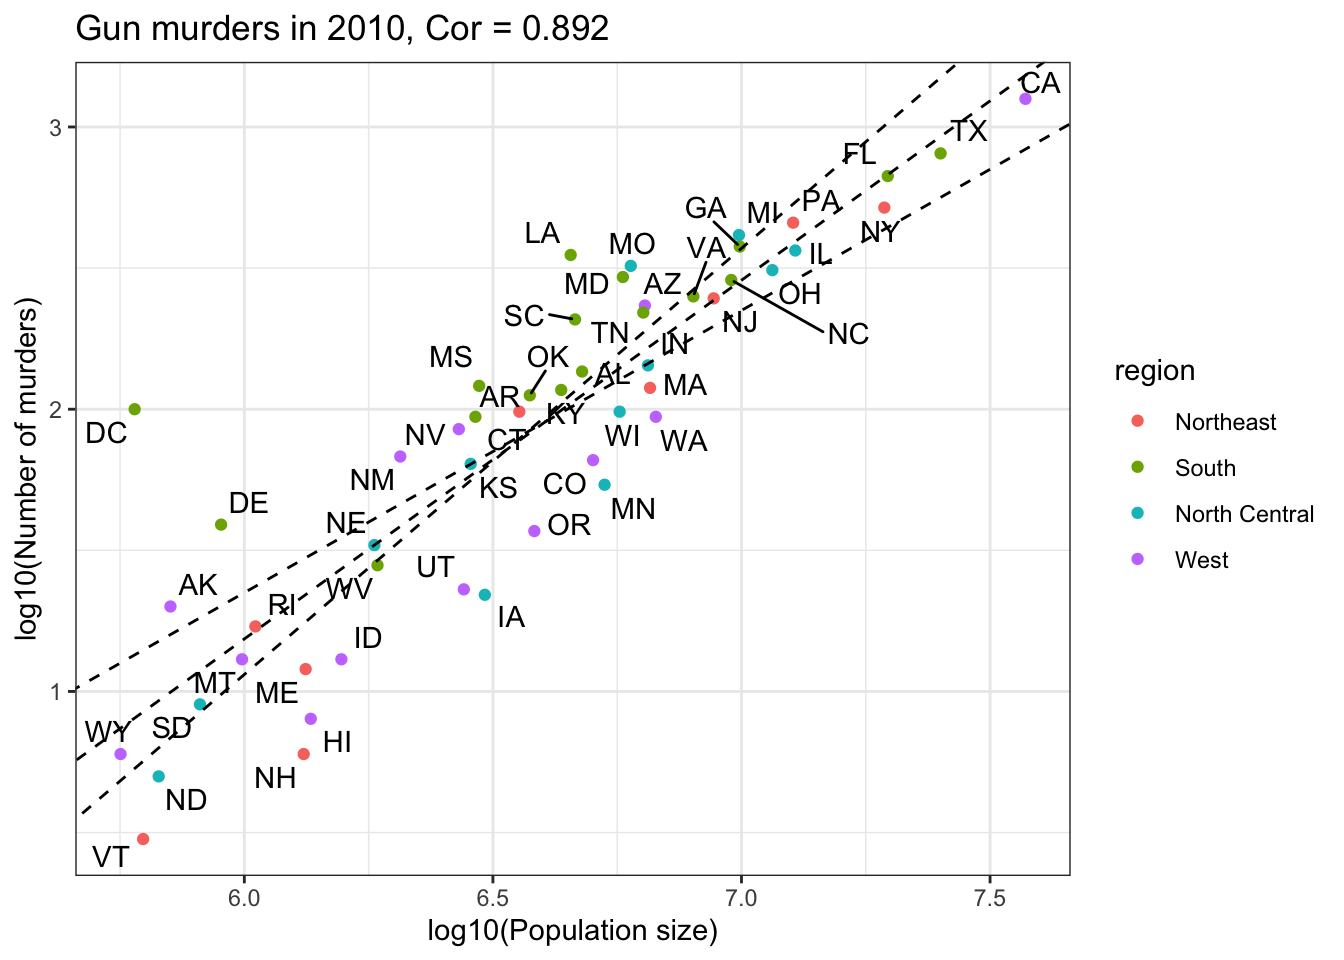 Gun murders in 2010, Cor = 0.892
CA
TX
FL
GA
MI
PA
NY
LA
MO
VA
IL
MD
AZ
OH
SC
TN
NJ
NC
IN
MS
OK
AL
MA
AR
KY
DC
NV
CT
WI
WA
NM
KS
CO
MN
DE
NE
OR
UT
AK
WV
RI
IA
ID
MT
ME
WY
SD
HI
NH
ND
VT
3
2
1
6.0
6.5
7.0
7.5
log10(Number of murders)
log10(Population size)
region
Northeast
South
North Central
West